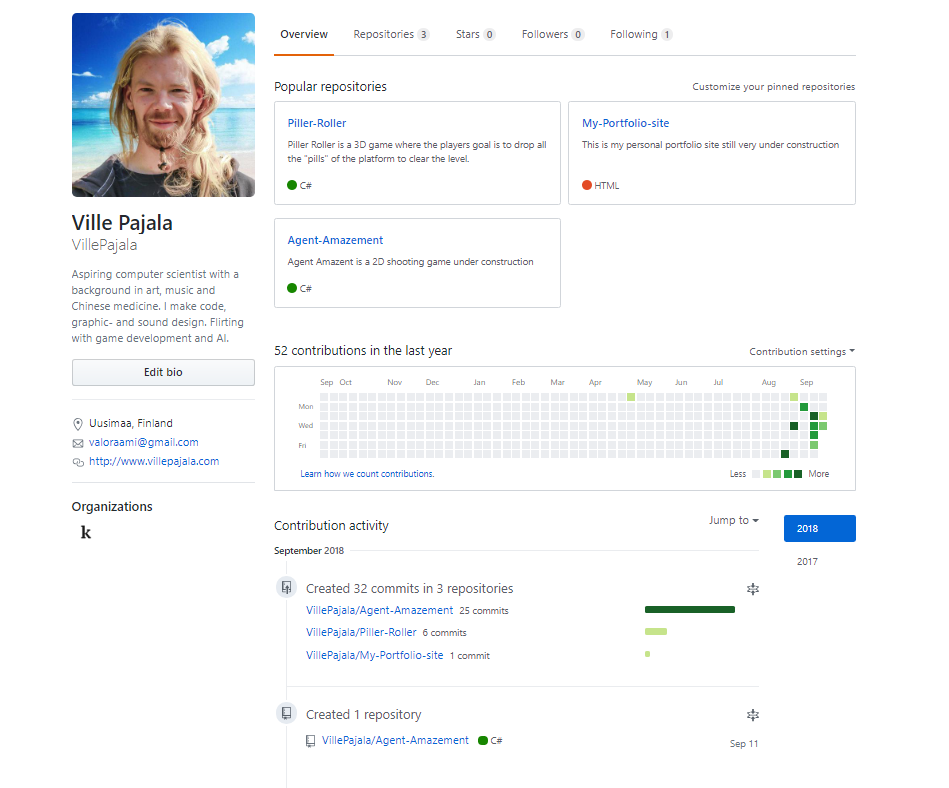 Overview Repositories 3 Stars 0 Followers 0 Following 1
Popular repositories Customize your pinned repositories
Piller-Roller
Piller Roller is a 3D game where the players goal is to drop all
the "pills" of the platform to clear the level.
C#
My-Portfolio-site
This is my personal portfolio site still very under construction
HTML
Agent-Amazement
Agent Amazent is a 2D shooting game under construction
C#
Ville Pajala
VillePajala
Aspiring computer scientist with a
background in art, music and
Chinese medicine. I make code,
graphic- and sound design. Flirting
with game development and AI.
Edit bio
Uusimaa, Finland
valoraami@gmail.com
http://www.villepajala.com
Organizations
k
52 contributions in the last year Contribution settings
Sep Oct Nov Dec Jan Feb Mar Apr May Jun Jul Aug Sep
Mon
Wed
Fri
Learn how we count contributions. Less More
Contribution activity Jump to
2018
2017
September 2018
Created 32 commits in 3 repositories
VillePajala/Agent-Amazement 25 commits
VillePajala/Piller-Roller 6 commits
VillePajala/My-Portfolio-site 1 commit
Created 1 repository
VillePajala/Agent-Amazement C# Sep 11